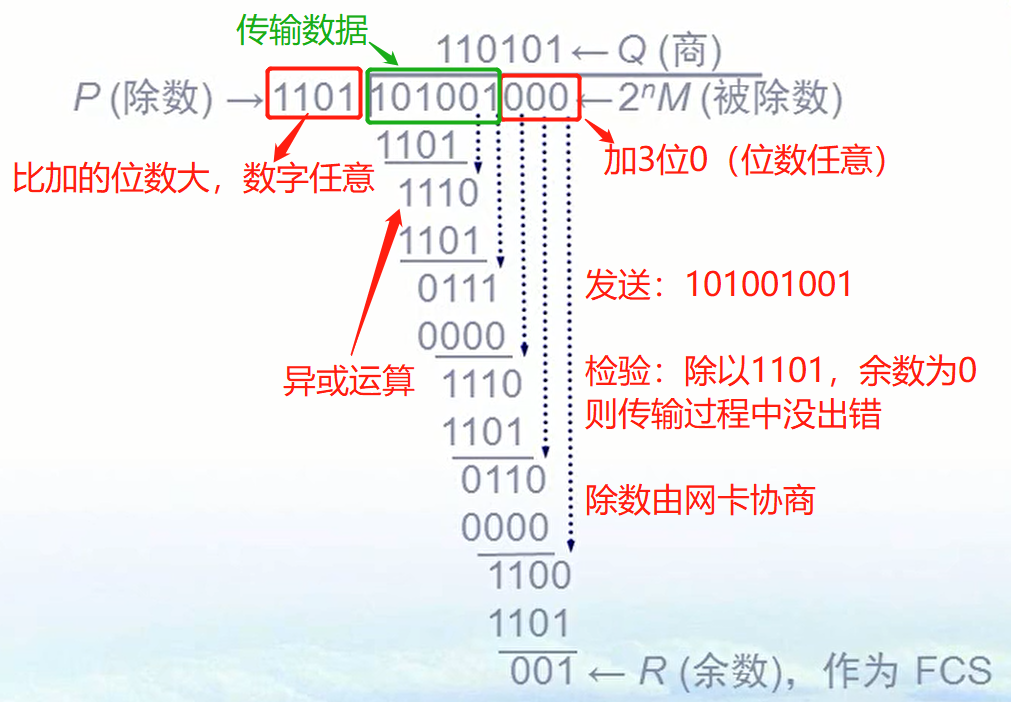 传输数据
110101 ← Q (商)
P (除数) → 1101 101001000 ← 2ⁿM (被除数)
1101
比加的位数大，数字任意
加3位0（位数任意）
1110
1101
0111
发送：101001001
0000
异或运算
1110
检验：除以1101，余数为0
则传输过程中没出错
1101
0110
除数由网卡协商
0000
1100
1101
001 ← R (余数)，作为 FCS